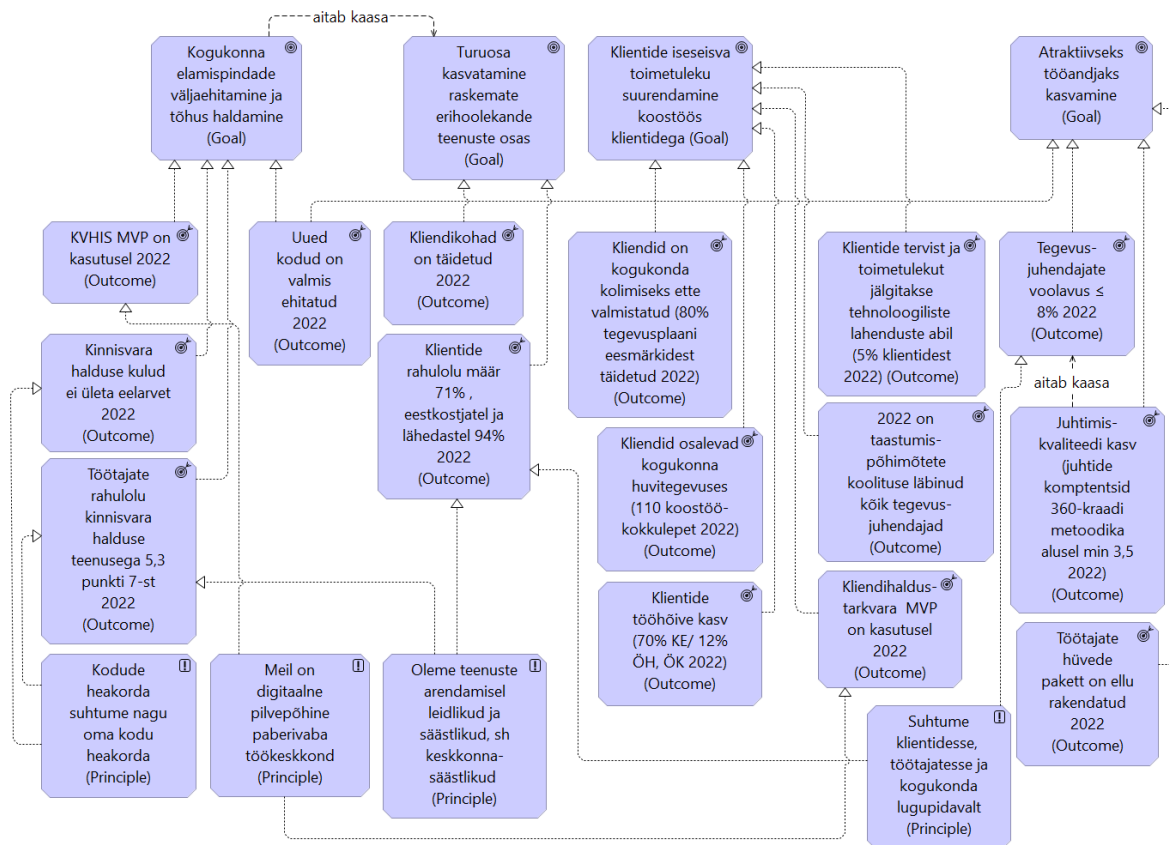 aitab kaasa
Kogukonna
elamispindade
väljaehitamine ja
tõhus haldamine
(Goal)
Turuosa
kasvatamine
raskemate
erihoolekande
teenuste osas
(Goal)
Klientide iseseisva
toimetuleku
suurendamine
koostöös
klientidega (Goal)
Atraktiivseks
tööandjaks
kasvamine
(Goal)
KVHIS MVP on
kasutusel 2022
(Outcome)
Uued
kodud on
valmis
ehitatud
2022
(Outcome)
Kliendikohad
on täidetud
2022
(Outcome)
Kliendid on
kogukonda
kolimiseks ette
valmistatud (80%
tegevusplaani
eesmärkidest
täidetud 2022)
(Outcome)
Klientide tervist ja
toimetulekut
jälgitakse
tehnoloogiliste
lahenduste abil
(5% klientidest
2022) (Outcome)
Tegevus-
juhendajate
voolavus ≤
8% 2022
(Outcome)
Kinnisvara
halduse kulud
ei ületa eelarvet
2022
(Outcome)
Klientide
rahulolu määr
71% ,
eestkostjatel ja
lähedastel 94%
2022
(Outcome)
aitab kaasa
Töötajate
rahulolu
kinnisvara
halduse
teenusega 5,3
punkti 7-st
2022
(Outcome)
Kliendid osalevad
kogukonna
huvitegevuses
(110 koostöö-
kokkulepet 2022)
(Outcome)
2022 on
taastumis-
põhimõtete
koolituse läbinud
kõik tegevus-
juhendajad
(Outcome)
Juhtimis-
kvaliteedi kasv
(juhtide
komptentsid
360-kraadi
metoodika
alusel min 3,5
2022)
(Outcome)
Klientide
tööhõive kasv
(70% KE/ 12%
ÖH, ÖK 2022)
(Outcome)
Kliendihaldus-
tarkvara MVP
on kasutusel
2022
(Outcome)
Töötajate
hüvede
pakett on ellu
rakendatud
2022
(Outcome)
Kodude
heakorda
suhtume nagu
oma kodu
heakorda
(Principle)
Meil on
digitaalne
pilvepõhine
paberivaba
töökeskkond
(Principle)
Oleme teenuste
arendamisel
leidlikud ja
säästlikud, sh
keskkonna-
säästlikud
(Principle)
Suhtume
klientidesse,
töötajatesse ja
kogukonda
lugupidavalt
(Principle)